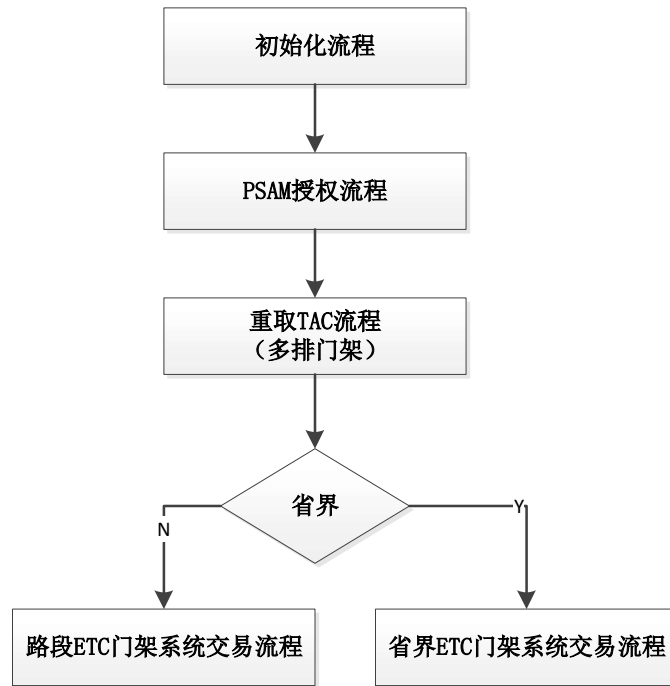 初始化流程
PSAM授权流程
重取TAC流程
（多排门架）
省界
N
Y
路段ETC门架系统交易流程
省界ETC门架系统交易流程